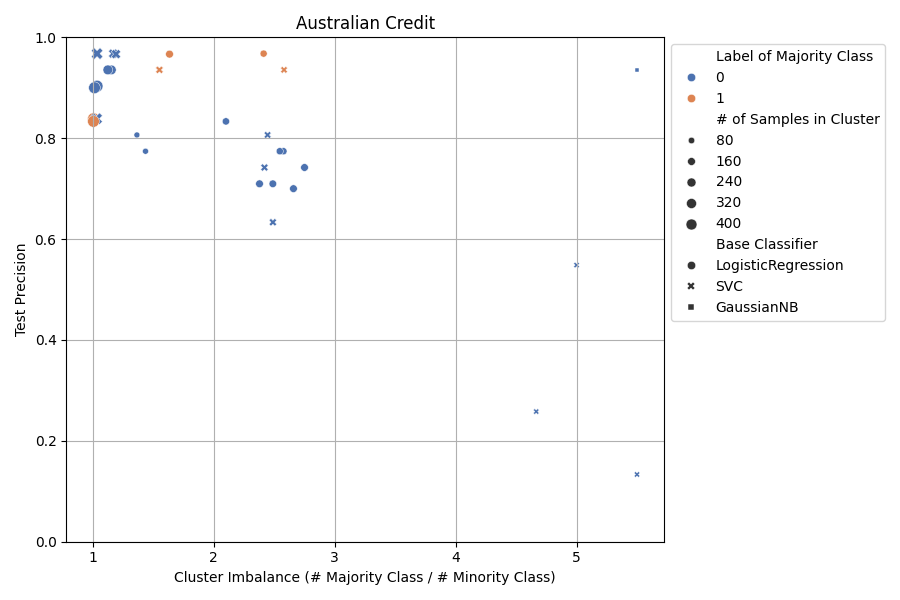 Australian Credit
Test Precision
1.0
0.8
0.6
0.4
0.2
0.0
1
2
3
4
5
Cluster Imbalance (# Majority Class / # Minority Class)
Label of Majority Class
0
1
# of Samples in Cluster
80
160
240
320
400
Base Classifier
LogisticRegression
SVC
GaussianNB